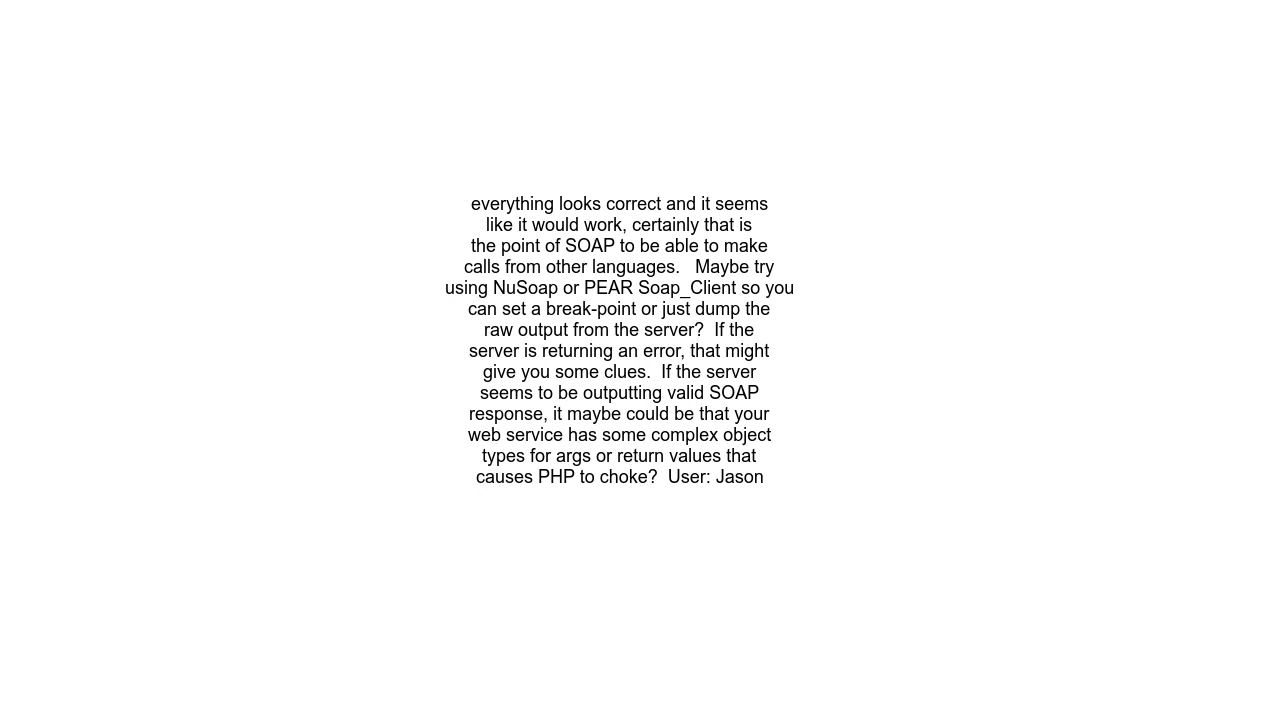 everything looks correct and it seems
like it would work, certainly that is
the point of SOAP to be able to make
calls from other languages.   Maybe try
using NuSoap or PEAR Soap_Client so you
can set a break-point or just dump the
raw output from the server?  If the
server is returning an error, that might
give you some clues.  If the server
seems to be outputting valid SOAP
response, it maybe could be that your
web service has some complex object
types for args or return values that
causes PHP to choke?  User: Jason